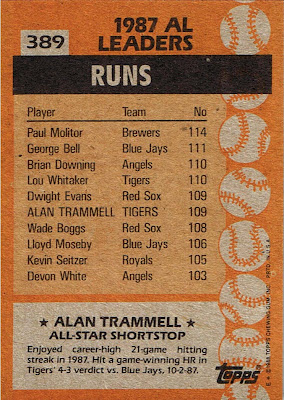 389
1987 AL
LEADERS
RUNS
Player Team No
Paul Molitor Brewers 114
George Bell Blue Jays 111
Brian Downing Angels 110
Lou Whitaker Tigers 110
Dwight Evans Red Sox 109
ALAN TRAMMELL TIGERS 109
Wade Boggs Red Sox 108
Lloyd Moseby Blue Jays 106
Kevin Seitzer Royals 105
Devon White Angels 103
★ ALAN TRAMMELL ★
ALL-STAR SHORTSTOP
Enjoyed career-high 21-game hitting
streak in 1987. Hit a game-winning HR in
Tigers' 4-3 verdict vs. Blue Jays, 10-2-87.
TOPPS